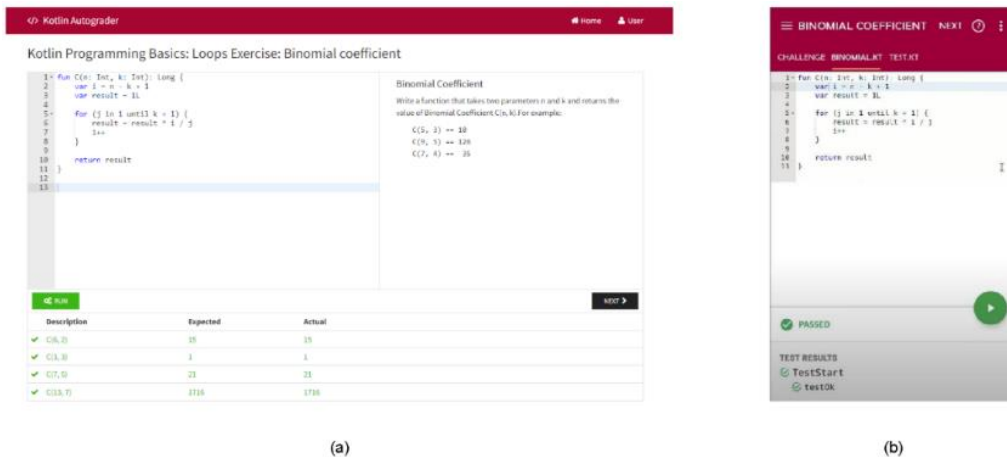 </> Kotlin Autograder
Home
User
Kotlin Programming Basics: Loops Exercise: Binomial coefficient
1 fun C(n: Int, k: Int): Long {
2 var i = n - k + 1
3 var result = 1L
4
5 for (j in 1 until k + 1) {
6 result = result * i / j
7 i++
8 }
9
10 return result
11 }
12
13
Binomial Coefficient
Write a function that takes two parameters n and k and returns the
value of Binomial Coefficient C(n, k).For example:
C(5, 3) == 10
C(9, 5) == 126
C(7, 4) == 35
RUN
NEXT
Description Expected Actual
C(6, 2) 15 15
C(3, 3) 1 1
C(7, 5) 21 21
C(13, 7) 1716 1716
(a)
BINOMIAL COEFFICIENT NEXT
CHALLENGE BINOMIAL.KT TEST.KT
1 fun C(n: Int, k: Int): Long {
2 var i = n - k + 1
3 var result = 1L
4
5 for (j in 1 until k + 1) {
6 result = result * i / j
7 i++
8 }
9
10 return result
11 }
PASSED
TEST RESULTS
TestStart
testOk
(b)